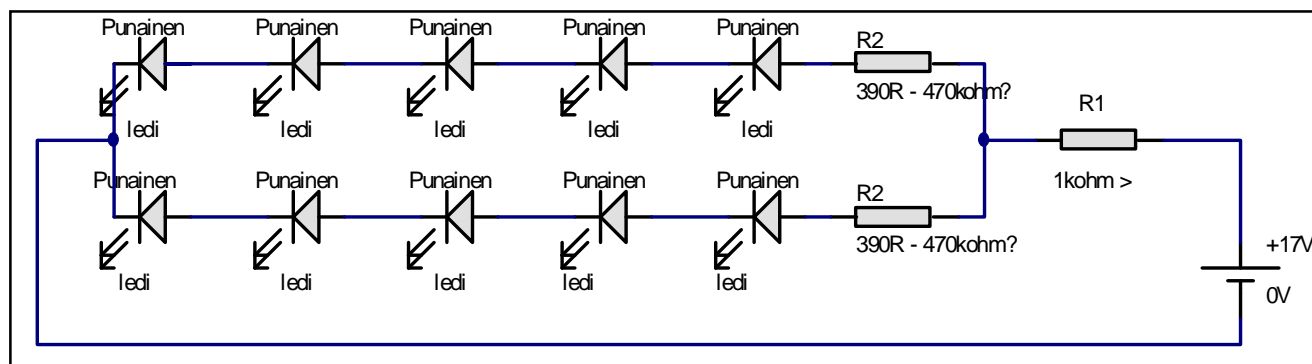 Punainen Punainen Punainen Punainen Punainen
R2
390R - 470kohm?
ledi ledi ledi ledi ledi
R1
1kohm >
Punainen Punainen Punainen Punainen Punainen
R2
390R - 470kohm?
ledi ledi ledi ledi ledi
+17V
0V